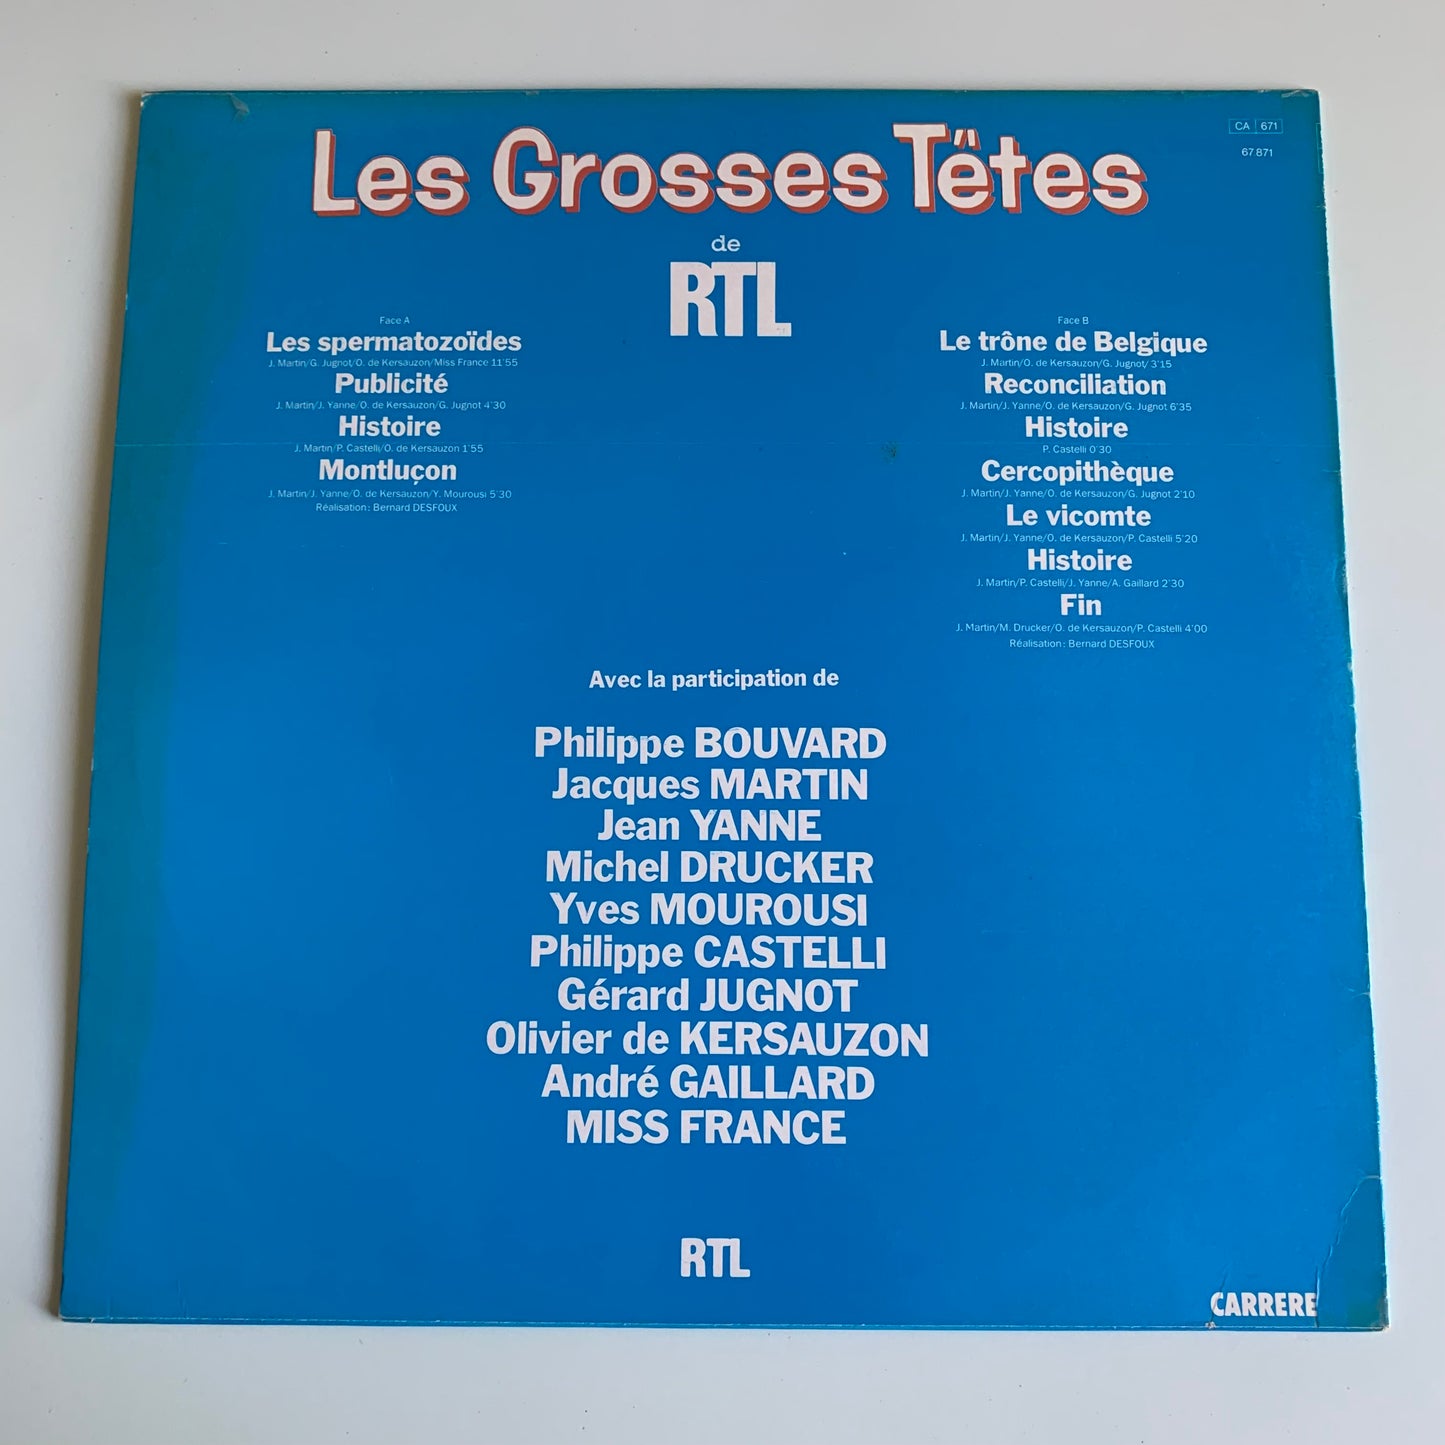 CA 671
67 871
Les Grosses Têtes
de
RTL
Face A
Les spermatozoïdes
J. Martin/G. Jugnot/O. de Kersauzon/Miss France 11'55
Publicité
J. Martin/J. Yanne/O. de Kersauzon/G. Jugnot 4'30
Histoire
J. Martin/P. Castelli/O. de Kersauzon 1'55
Montluçon
J. Martin/J. Yanne/O. de Kersauzon/Y. Mourousi 5'30
Réalisation : Bernard DESFOUX
Face B
Le trône de Belgique
J. Martin/O. de Kersauzon/G. Jugnot/ 3'15
Reconciliation
J. Martin/J. Yanne/O. de Kersauzon/G. Jugnot 6'35
Histoire
P. Castelli 0'30
Cercopithèque
J. Martin/J. Yanne/O. de Kersauzon/G. Jugnot 2'10
Le vicomte
J. Martin/J. Yanne/O. de Kersauzon/P. Castelli 5'20
Histoire
J. Martin/P. Castelli/J. Yanne/A. Gaillard 2'30
Fin
J. Martin/M. Drucker/O. de Kersauzon/P. Castelli 4'00
Réalisation : Bernard DESFOUX
Avec la participation de
Philippe BOUVARD
Jacques MARTIN
Jean YANNE
Michel DRUCKER
Yves MOUROUSI
Philippe CASTELLI
Gérard JUGNOT
Olivier de KERSAUZON
André GAILLARD
MISS FRANCE
RTL
CARRERE